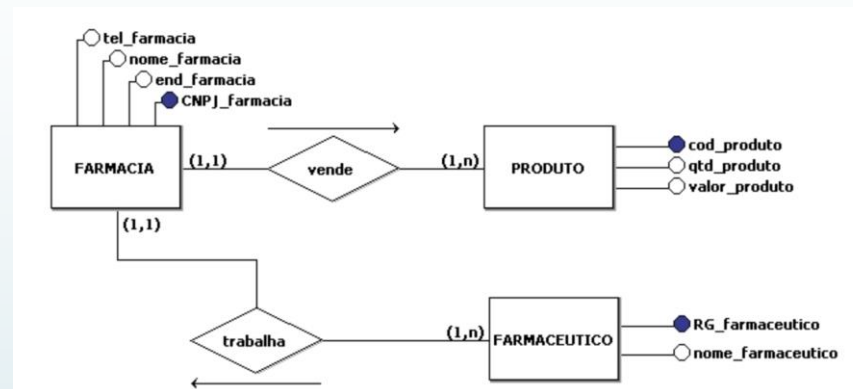 tel_farmacia
nome_farmacia
end_farmacia
CNPJ_farmacia
FARMACIA
(1,1)
vende
(1,n)
PRODUTO
cod_produto
qtd_produto
valor_produto
(1,1)
trabalha
(1,n)
FARMACEUTICO
RG_farmaceutico
nome_farmaceutico